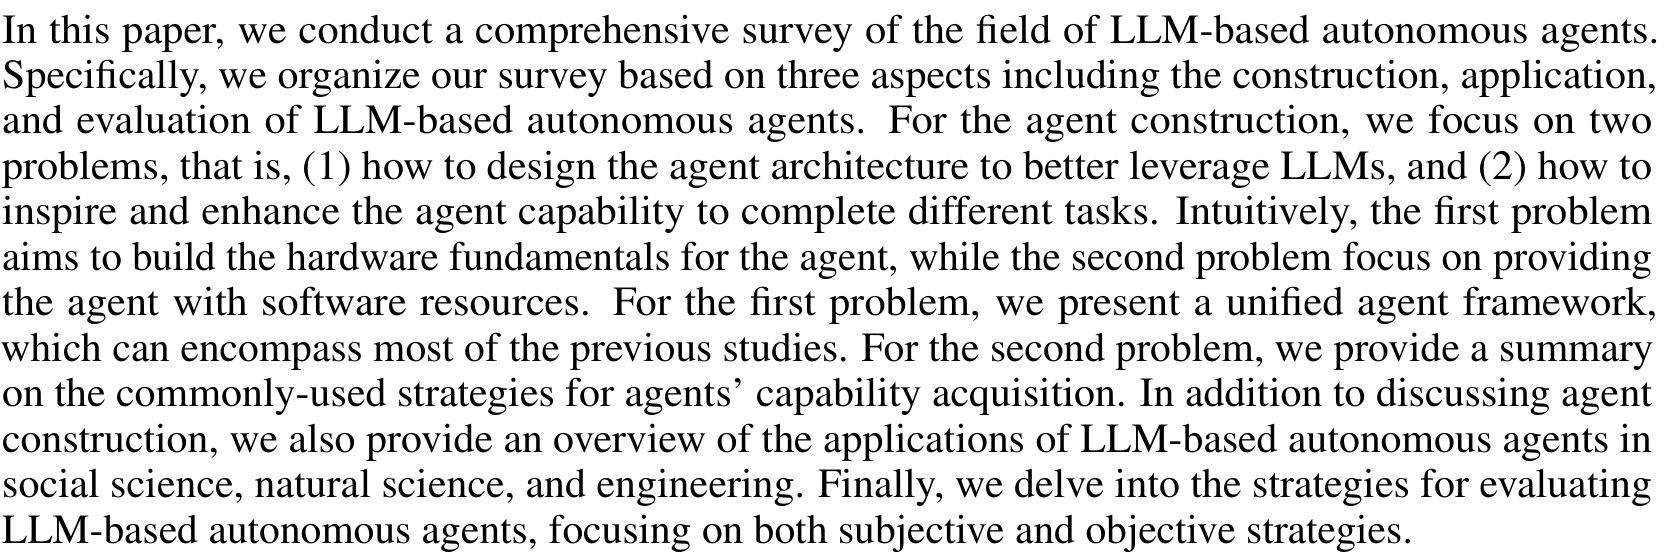 In this paper, we conduct a comprehensive survey of the field of LLM-based autonomous agents.
Specifically, we organize our survey based on three aspects including the construction, application,
and evaluation of LLM-based autonomous agents. For the agent construction, we focus on two
problems, that is, (1) how to design the agent architecture to better leverage LLMs, and (2) how to
inspire and enhance the agent capability to complete different tasks. Intuitively, the first problem
aims to build the hardware fundamentals for the agent, while the second problem focus on providing
the agent with software resources. For the first problem, we present a unified agent framework,
which can encompass most of the previous studies. For the second problem, we provide a summary
on the commonly-used strategies for agents’ capability acquisition. In addition to discussing agent
construction, we also provide an overview of the applications of LLM-based autonomous agents in
social science, natural science, and engineering. Finally, we delve into the strategies for evaluating
LLM-based autonomous agents, focusing on both subjective and objective strategies.